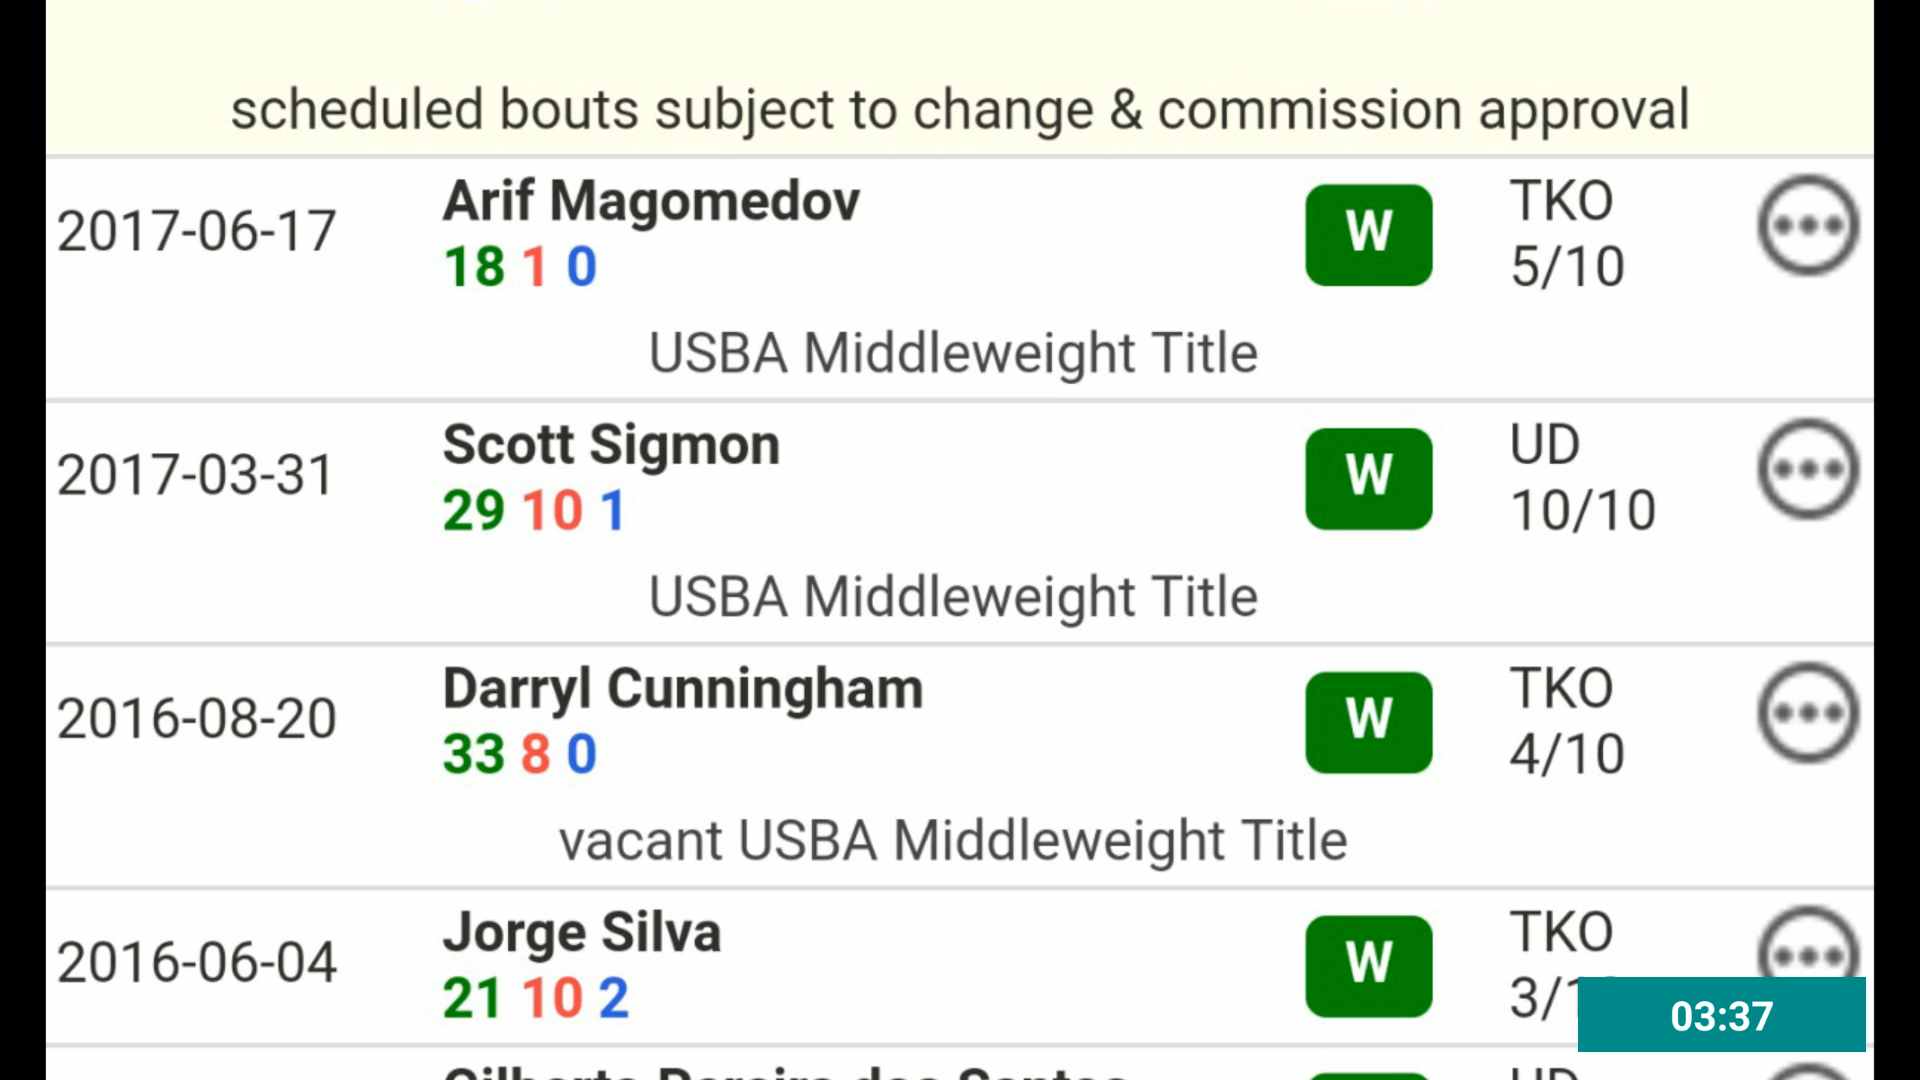 scheduled bouts subject to change & commission approval
2017-06-17
Arif Magomedov
18 1 0
W
TKO
5/10
USBA Middleweight Title
2017-03-31
Scott Sigmon
29 10 1
W
UD
10/10
USBA Middleweight Title
2016-08-20
Darryl Cunningham
33 8 0
W
TKO
4/10
vacant USBA Middleweight Title
2016-06-04
Jorge Silva
21 10 2
W
TKO
03:37